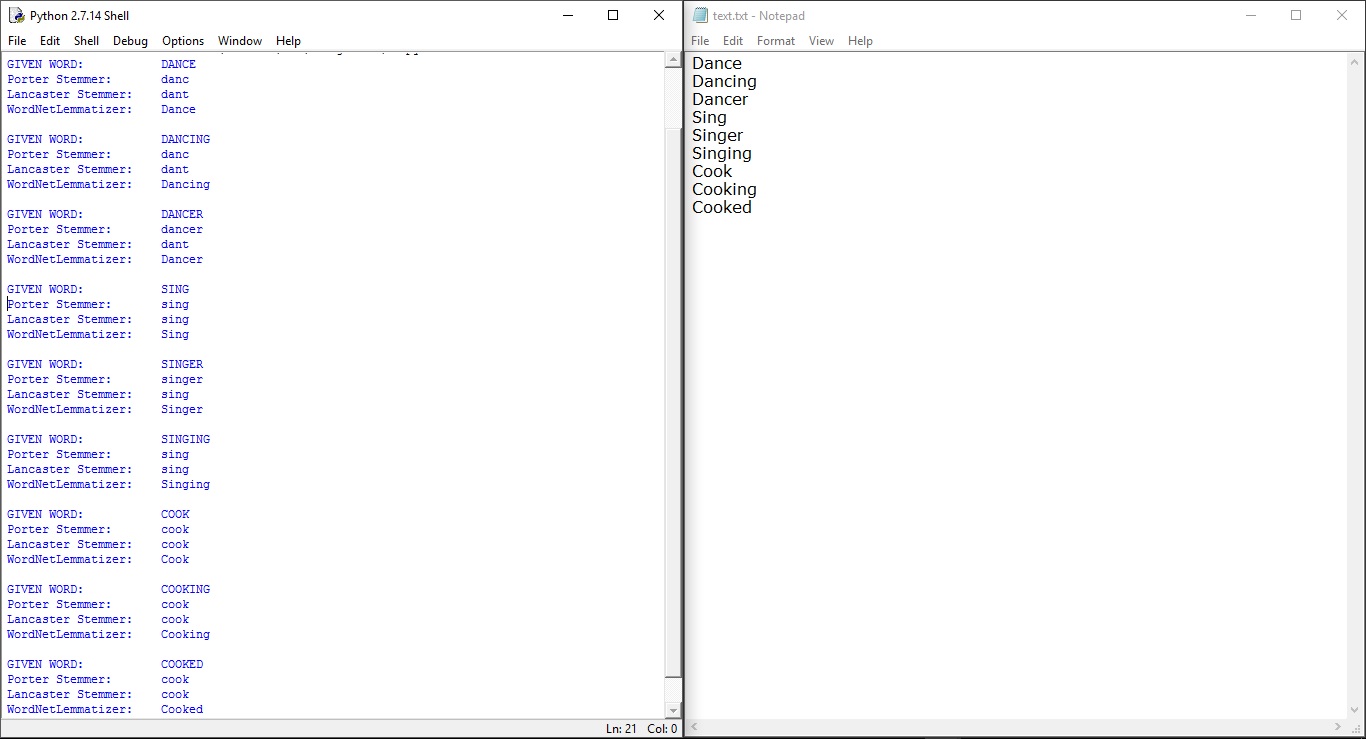 Python 2.7.14 Shell
File Edit Shell Debug Options Window Help
GIVEN WORD: DANCE
Porter Stemmer: danc
Lancaster Stemmer: dant
WordNetLemmatizer: Dance
GIVEN WORD: DANCING
Porter Stemmer: danc
Lancaster Stemmer: dant
WordNetLemmatizer: Dancing
GIVEN WORD: DANCER
Porter Stemmer: dancer
Lancaster Stemmer: dant
WordNetLemmatizer: Dancer
GIVEN WORD: SING
Porter Stemmer: sing
Lancaster Stemmer: sing
WordNetLemmatizer: Sing
GIVEN WORD: SINGER
Porter Stemmer: singer
Lancaster Stemmer: sing
WordNetLemmatizer: Singer
GIVEN WORD: SINGING
Porter Stemmer: sing
Lancaster Stemmer: sing
WordNetLemmatizer: Singing
GIVEN WORD: COOK
Porter Stemmer: cook
Lancaster Stemmer: cook
WordNetLemmatizer: Cook
GIVEN WORD: COOKING
Porter Stemmer: cook
Lancaster Stemmer: cook
WordNetLemmatizer: Cooking
GIVEN WORD: COOKED
Porter Stemmer: cook
Lancaster Stemmer: cook
WordNetLemmatizer: Cooked
Ln: 21 Col: 0
text.txt - Notepad
File Edit Format View Help
Dance
Dancing
Dancer
Sing
Singer
Singing
Cook
Cooking
Cooked